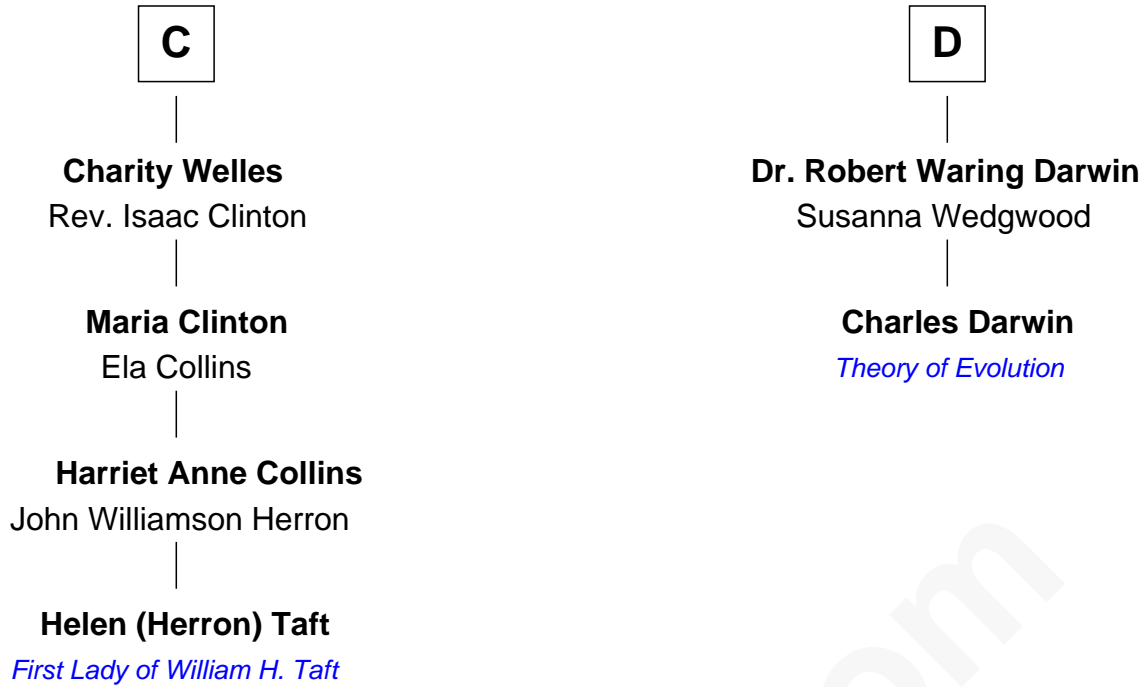 C
Charity Welles
Rev. Isaac Clinton
Maria Clinton
Ela Collins
Harriet Anne Collins
John Williamson Herron
Helen (Herron) Taft
First Lady of William H. Taft
D
Dr. Robert Waring Darwin
Susanna Wedgwood
Charles Darwin
Theory of Evolution
om